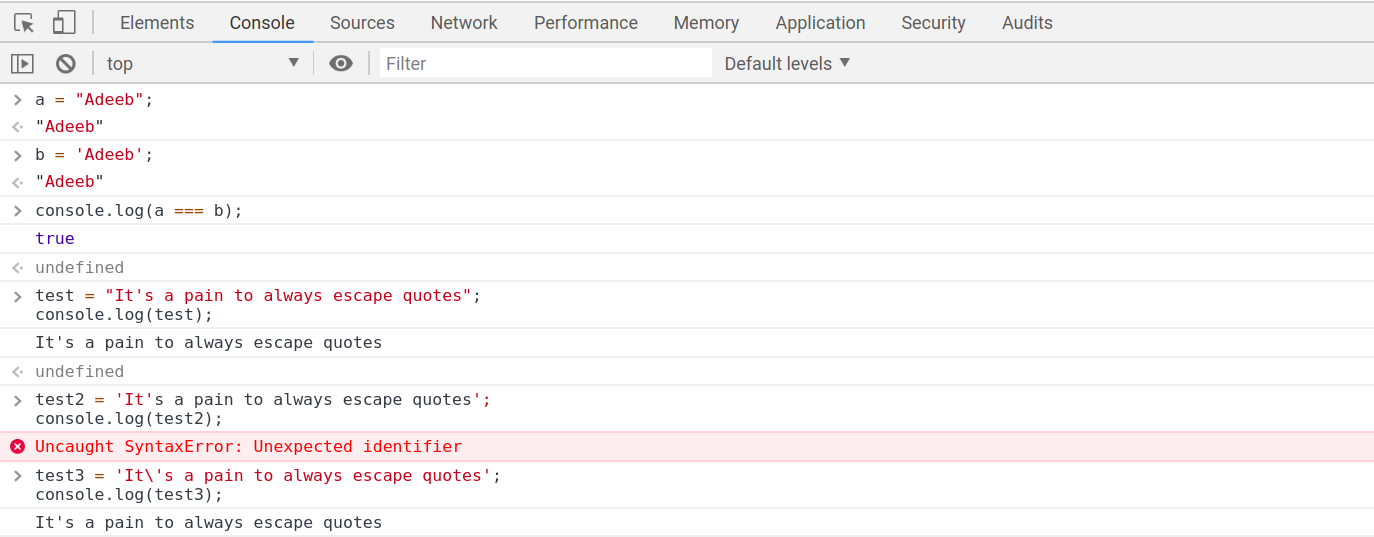 Elements Console Sources Network Performance Memory Application Security Audits
top Filter Default levels
a = "Adeeb";
"Adeeb"
b = 'Adeeb';
"Adeeb"
console.log(a === b);
true
undefined
test = "It's a pain to always escape quotes";
console.log(test);
It's a pain to always escape quotes
undefined
test2 = 'It's a pain to always escape quotes';
console.log(test2);
Uncaught SyntaxError: Unexpected identifier
test3 = 'It\'s a pain to always escape quotes';
console.log(test3);
It's a pain to always escape quotes